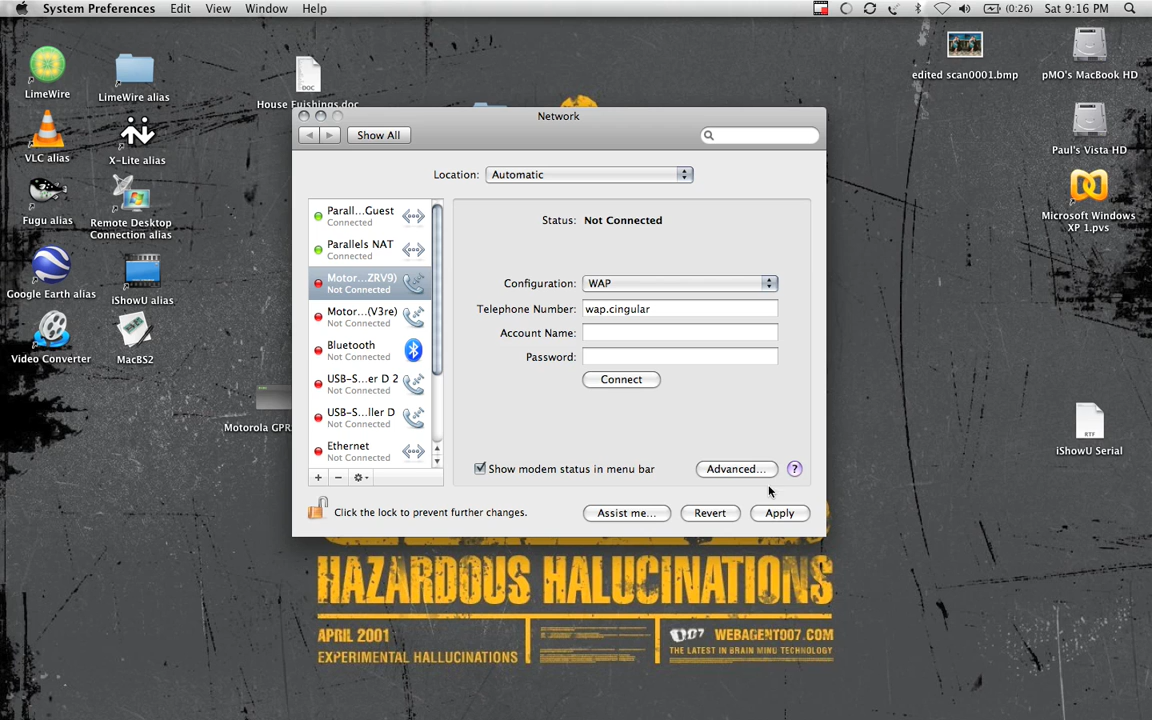 System Preferences Edit View Window Help
(0:26) Sat 9:16 PM
LimeWire
LimeWire alias
House Fuishings.doc
DOC
edited scan0001.bmp
pMO's MacBook HD
VLC alias
X-Lite alias
Paul's Vista HD
Fugu alias
Remote Desktop
Connection alias
Microsoft Windows
XP 1.pvs
Google Earth alias
iShowU alias
Video Converter
MacBS2
Motorola GPR
RTF
iShowU Serial
Network
Show All
Location: Automatic
Parall...Guest
Connected
Parallels NAT
Connected
Motor...ZRV9)
Not Connected
Motor...(V3re)
Not Connected
Bluetooth
Not Connected
USB-S...er D 2
Not Connected
USB-S...ller D
Not Connected
Ethernet
Not Connected
Status: Not Connected
Configuration: WAP
Telephone Number: wap.cingular
Account Name:
Password:
Connect
Show modem status in menu bar
Advanced...
?
Click the lock to prevent further changes.
Assist me...
Revert
Apply
HAZARDOUS HALUCINATIONS
APRIL 2001
EXPERIMENTAL HALLUCINATIONS
007 WEBAGENT007.COM
THE LATEST IN BRAIN MIND TECHNOLOGY